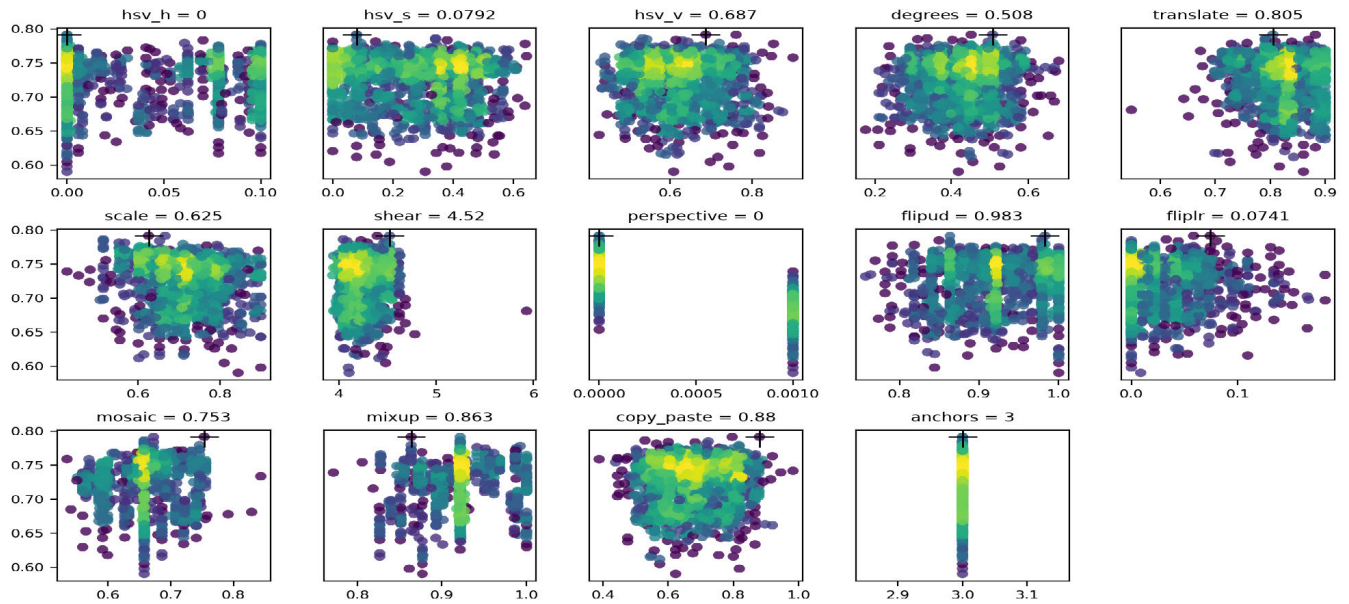 hsv_h = 0 hsv_s = 0.0792 hsv_v = 0.687 degrees = 0.508 translate = 0.805
0.80
0.75
0.70
0.65
0.60
0.00 0.05 0.10 0.0 0.2 0.4 0.6 0.6 0.8 0.2 0.4 0.6 0.6 0.7 0.8 0.9
scale = 0.625 shear = 4.52 perspective = 0 flipud = 0.983 fliplr = 0.0741
0.80
0.75
0.70
0.65
0.60
0.6 0.8 4 5 6 0.0000 0.0005 0.0010 0.8 0.9 1.0 0.0 0.1
mosaic = 0.753 mixup = 0.863 copy_paste = 0.88 anchors = 3
0.80
0.75
0.70
0.65
0.60
0.6 0.7 0.8 0.8 0.9 1.0 0.4 0.6 0.8 1.0 2.9 3.0 3.1